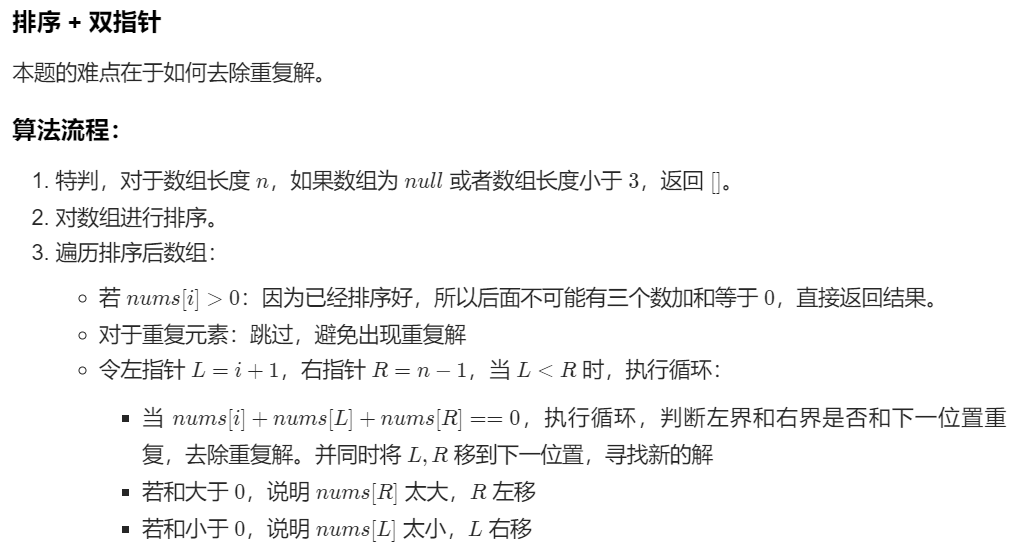 排序 + 双指针
本题的难点在于如何去除重复解。
算法流程：
1. 特判，对于数组长度 n，如果数组为 null 或者数组长度小于 3，返回 []。
2. 对数组进行排序。
3. 遍历排序后数组：
◦ 若 nums[i] > 0：因为已经排序好，所以后面不可能有三个数加和等于 0，直接返回结果。
◦ 对于重复元素：跳过，避免出现重复解
◦ 令左指针 L = i + 1，右指针 R = n − 1，当 L < R 时，执行循环：
▪ 当 nums[i] + nums[L] + nums[R] == 0，执行循环，判断左界和右界是否和下一位置重
复，去除重复解。并同时将 L, R 移到下一位置，寻找新的解
▪ 若和大于 0，说明 nums[R] 太大，R 左移
▪ 若和小于 0，说明 nums[L] 太小，L 右移